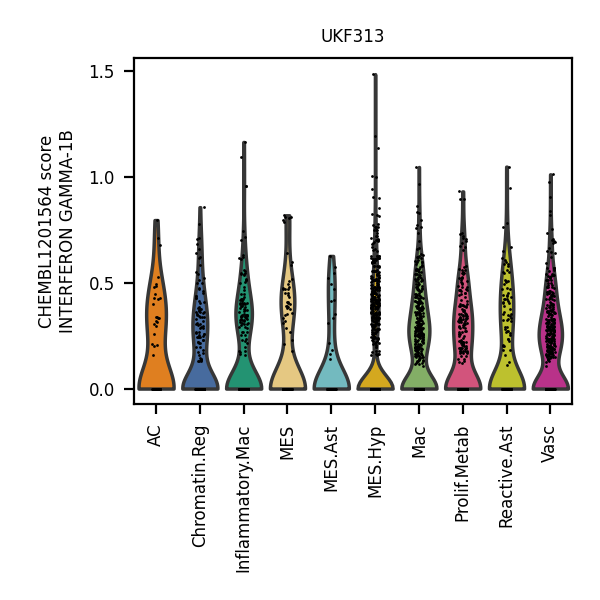 UKF313
CHEMBL1201564 score
INTERFERON GAMMA-1B
1.5
1.0
0.5
0.0
AC
Chromatin.Reg
Inflammatory.Mac
MES
MES.Ast
MES.Hyp
Mac
Prolif.Metab
Reactive.Ast
Vasc